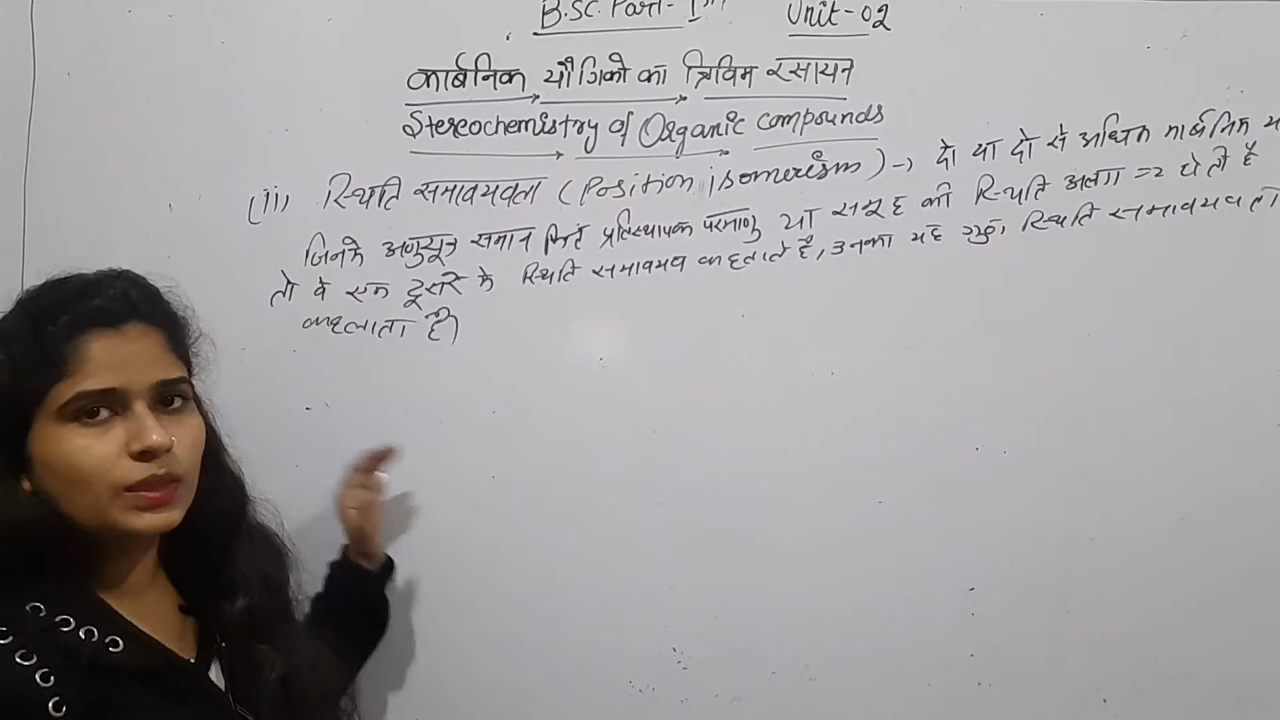 B.Sc. Part- Ist Unit-02
कार्बनिक यौगिको का त्रिविम रसायन
Stereochemistry of Organic compounds
(ii) स्थिति समावयवता (Position isomerism) → दो या दो से अधिक कार्बनिक
जिनके अणुसूत्र समान किन्तु प्रतिस्थापक परमाणु या समूह की स्थिति अलग होती है
तो वे एक दूसरे के स्थिति समावयव कहलाते है, उनका यह गुण, स्थिति समावयवता
कहलाता है।